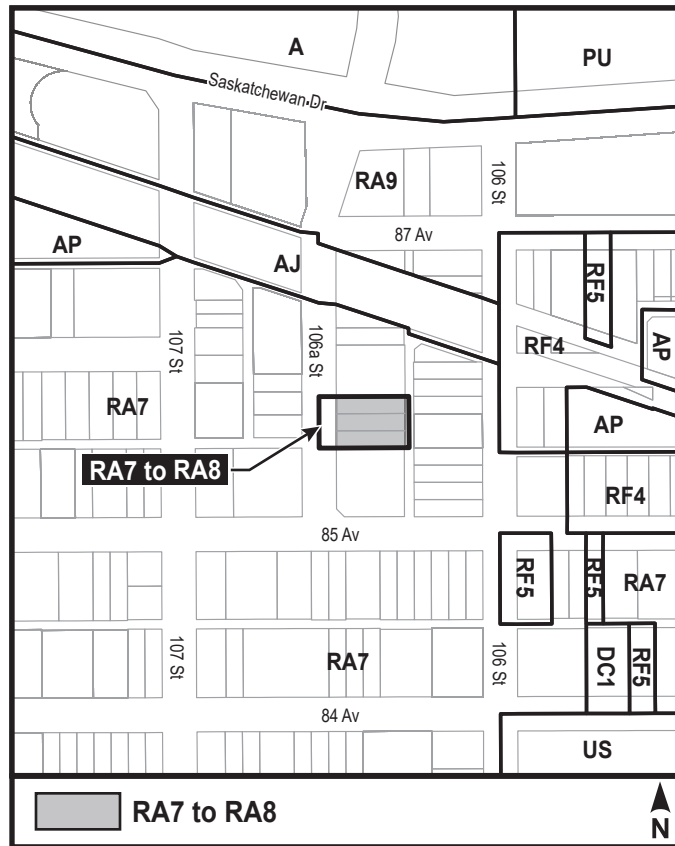 A
PU
Saskatchewan Dr
RA9
106 St
87 Av
AP
AJ
RF5
107 St
106a St
RF4
AP
RA7
AP
RA7 to RA8
RF4
85 Av
RF5
RF5
RA7
107 St
RA7
106 St
DC1
RF5
84 Av
US
RA7 to RA8
N